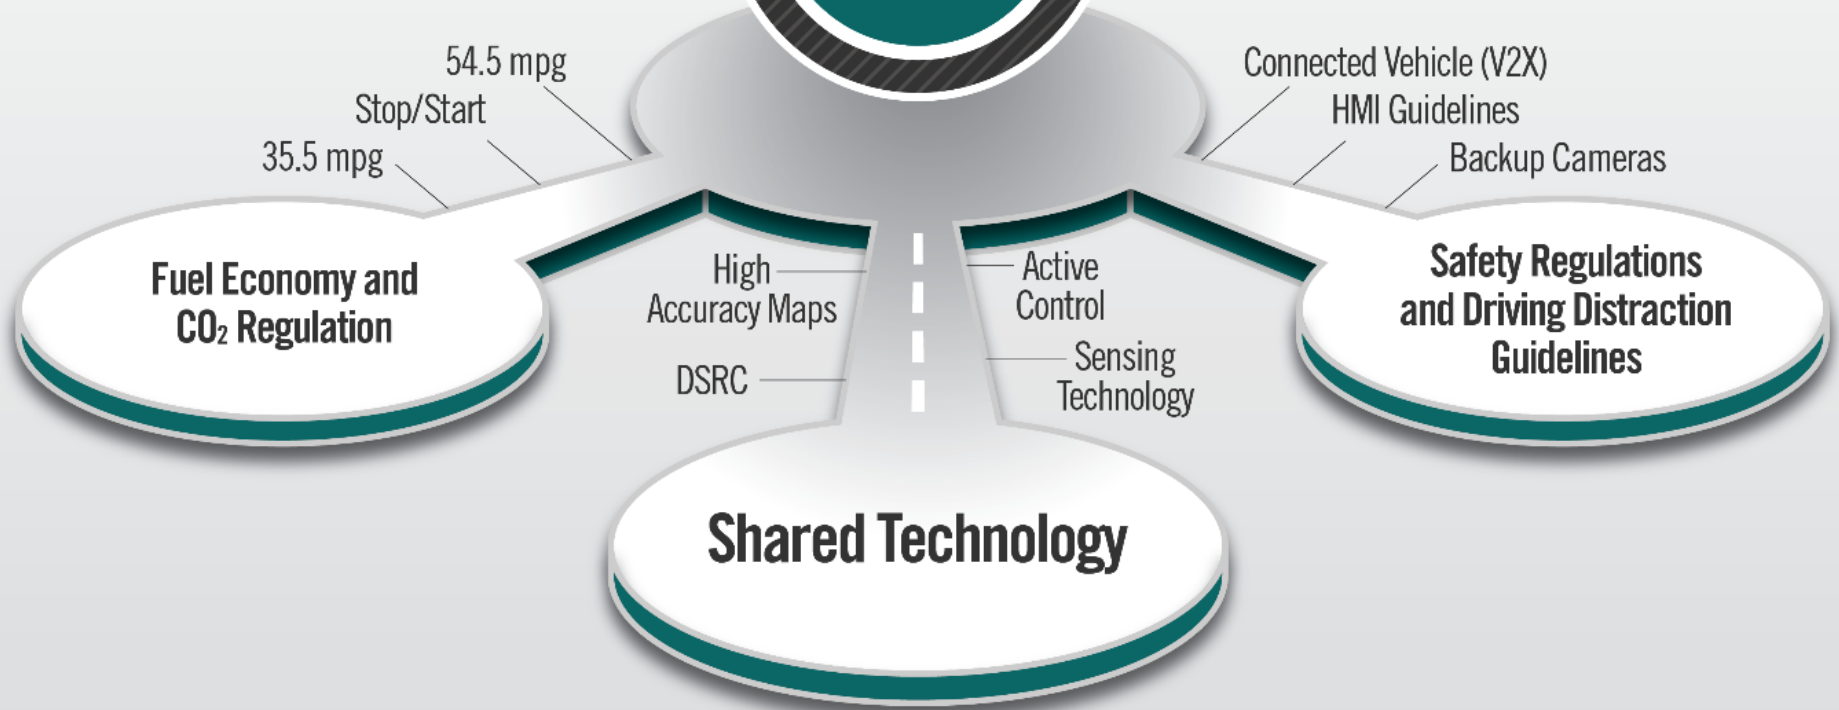 54.5 mpg
Stop/Start
35.5 mpg
Fuel Economy and
CO₂ Regulation
Connected Vehicle (V2X)
HMI Guidelines
Backup Cameras
Safety Regulations
and Driving Distraction
Guidelines
High
Accuracy Maps
DSRC
Active
Control
Sensing
Technology
Shared Technology